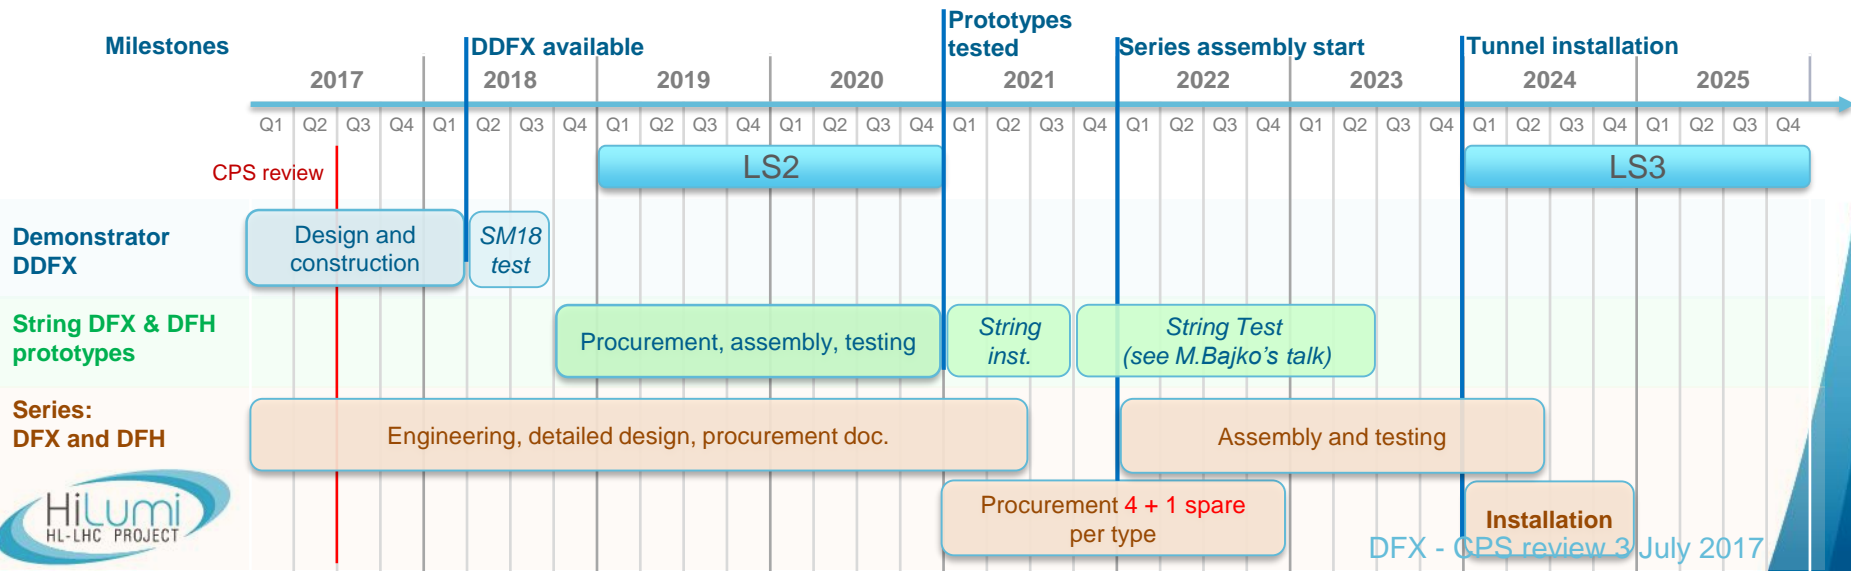 Milestones
DDFX available
Prototypes
tested
Series assembly start
Tunnel installation
2017 2018 2019 2020 2021 2022 2023 2024 2025
Q1 Q2 Q3 Q4 Q1 Q2 Q3 Q4 Q1 Q2 Q3 Q4 Q1 Q2 Q3 Q4 Q1 Q2 Q3 Q4 Q1 Q2 Q3 Q4 Q1 Q2 Q3 Q4 Q1 Q2 Q3 Q4 Q1 Q2 Q3 Q4
CPS review
LS2
LS3
Demonstrator
DDFX
Design and
construction
SM18
test
String DFX & DFH
prototypes
Procurement, assembly, testing
String
inst.
String Test
(see M.Bajko's talk)
Series:
DFX and DFH
Engineering, detailed design, procurement doc.
Assembly and testing
Procurement 4 + 1 spare
per type
Installation
HiLumi
HL-LHC PROJECT
DFX - CPS review 3 July 2017